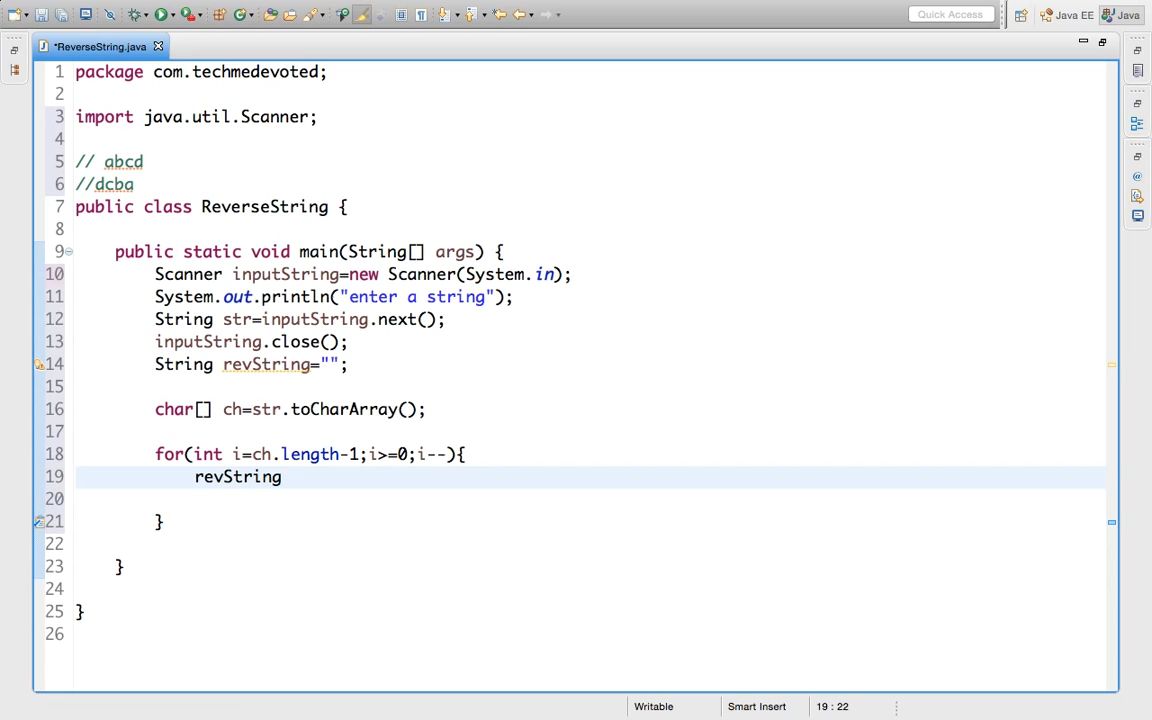 Quick Access
Java EE
Java
*ReverseString.java
1 package com.techmedevoted;
2
3 import java.util.Scanner;
4
5 // abcd
6 //dcba
7 public class ReverseString {
8
9 public static void main(String[] args) {
10 Scanner inputString=new Scanner(System.in);
11 System.out.println("enter a string");
12 String str=inputString.next();
13 inputString.close();
14 String revString="";
15
16 char[] ch=str.toCharArray();
17
18 for(int i=ch.length-1;i>=0;i--){
19 revString
20
21 }
22
23 }
24
25 }
26
Writable
Smart Insert
19 : 22